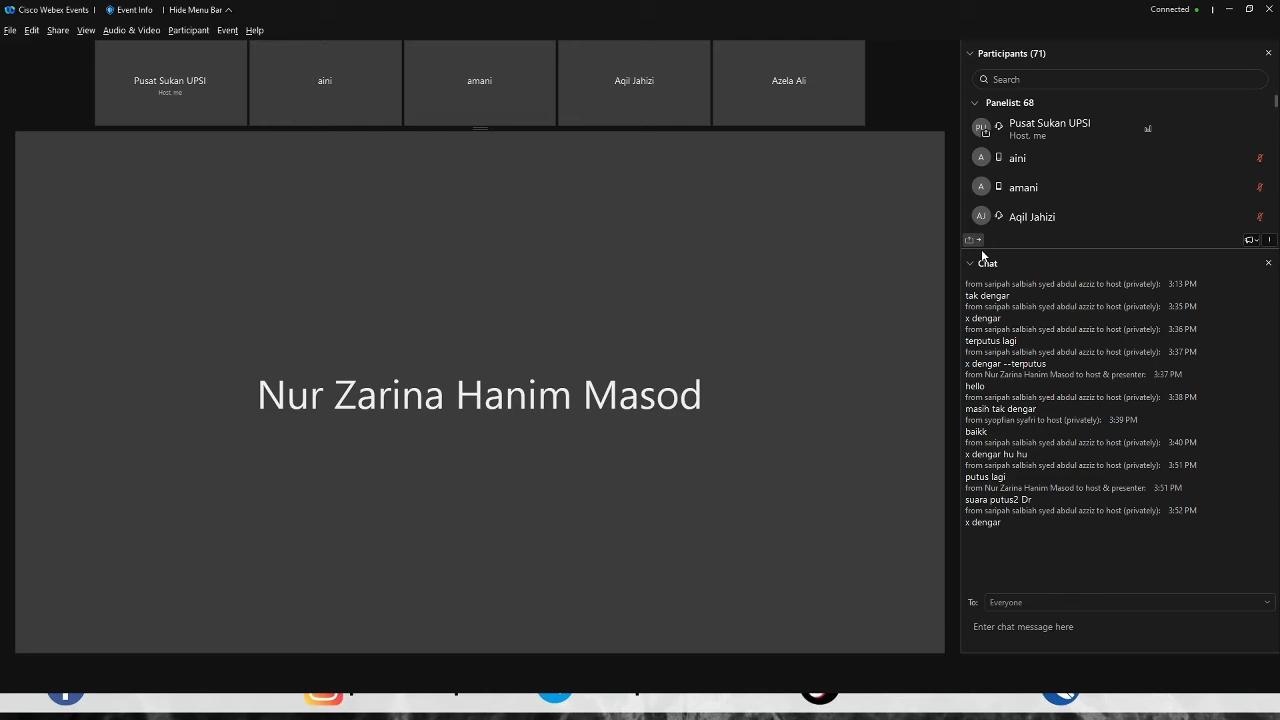 Cisco Webex Events
Event Info
Hide Menu Bar
Connected
File Edit Share View Audio & Video Participant Event Help
Pusat Sukan UPSI
Host, me
aini
amani
Aqil Jahizi
Azela Ali
Nur Zarina Hanim Masod
Participants (71)
Search
Panelist: 68
PU
Pusat Sukan UPSI
Host, me
A
aini
A
amani
AJ
Aqil Jahizi
Chat
from saripah salbiah syed abdul azziz to host (privately): 3:13 PM
tak dengar
from saripah salbiah syed abdul azziz to host (privately): 3:35 PM
x dengar
from saripah salbiah syed abdul azziz to host (privately): 3:36 PM
terputus lagi
from saripah salbiah syed abdul azziz to host (privately): 3:37 PM
x dengar --terputus
from Nur Zarina Hanim Masod to host & presenter: 3:37 PM
hello
from saripah salbiah syed abdul azziz to host (privately): 3:38 PM
masih tak dengar
from syopfian syafri to host (privately): 3:39 PM
baikk
from saripah salbiah syed abdul azziz to host (privately): 3:40 PM
x dengar hu hu
from saripah salbiah syed abdul azziz to host (privately): 3:51 PM
putus lagi
from Nur Zarina Hanim Masod to host & presenter: 3:51 PM
suara putus2 Dr
from saripah salbiah syed abdul azziz to host (privately): 3:52 PM
x dengar
To: Everyone
Enter chat message here